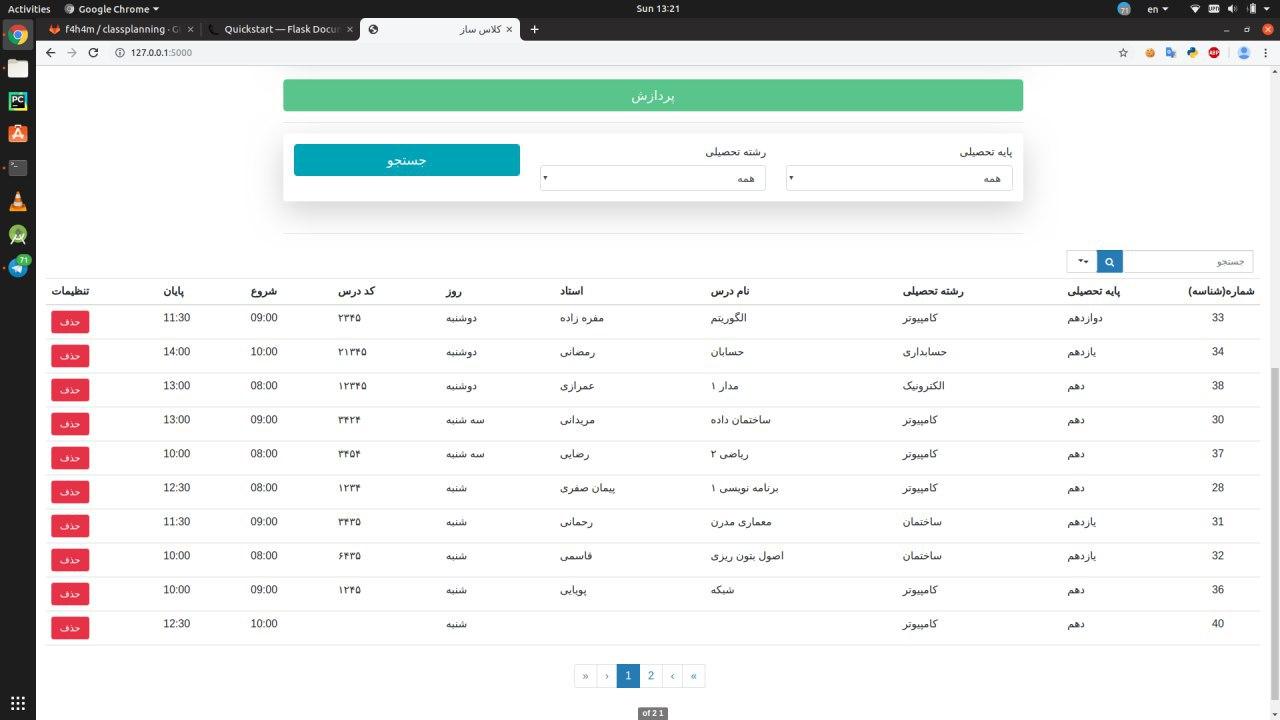 Activities Google Chrome Sun 13:21 71 en
f4h4m / classplanning · G Quickstart — Flask Docum کلاس ساز
127.0.0.1:5000
پردازش
پایه تحصیلی رشته تحصیلی جستجو
همه همه
جستجو
شماره(شناسه) پایه تحصیلی رشته تحصیلی نام درس استاد روز کد درس شروع پایان تنظیمات
33 دوازدهم کامپیوتر الگوریتم مفره زاده دوشنبه ۲۳۴۵ 09:00 11:30 حذف
34 یازدهم حسابداری حسابان رمضانی دوشنبه ۲۱۳۴۵ 10:00 14:00 حذف
38 دهم الکترونیک مدار ۱ عمرازی دوشنبه ۱۲۳۴۵ 08:00 13:00 حذف
30 دهم کامپیوتر ساختمان داده مریدانی سه شنبه ۳۴۲۴ 09:00 13:00 حذف
37 دهم کامپیوتر ریاضی ۲ رضایی سه شنبه ۳۴۵۴ 08:00 10:00 حذف
28 دهم کامپیوتر برنامه نویسی ۱ پیمان صفری شنبه ۱۲۳۴ 08:00 12:30 حذف
31 یازدهم ساختمان معماری مدرن رحمانی شنبه ۳۴۳۵ 09:00 11:30 حذف
32 یازدهم ساختمان اصول بتون ریزی قاسمی شنبه ۶۴۳۵ 08:00 10:00 حذف
36 دهم کامپیوتر شبکه پویایی شنبه ۱۲۴۵ 09:00 10:00 حذف
40 دهم کامپیوتر شنبه 10:00 12:30 حذف
« ‹ 1 2 › »
of 2 1
PC
ABP
71